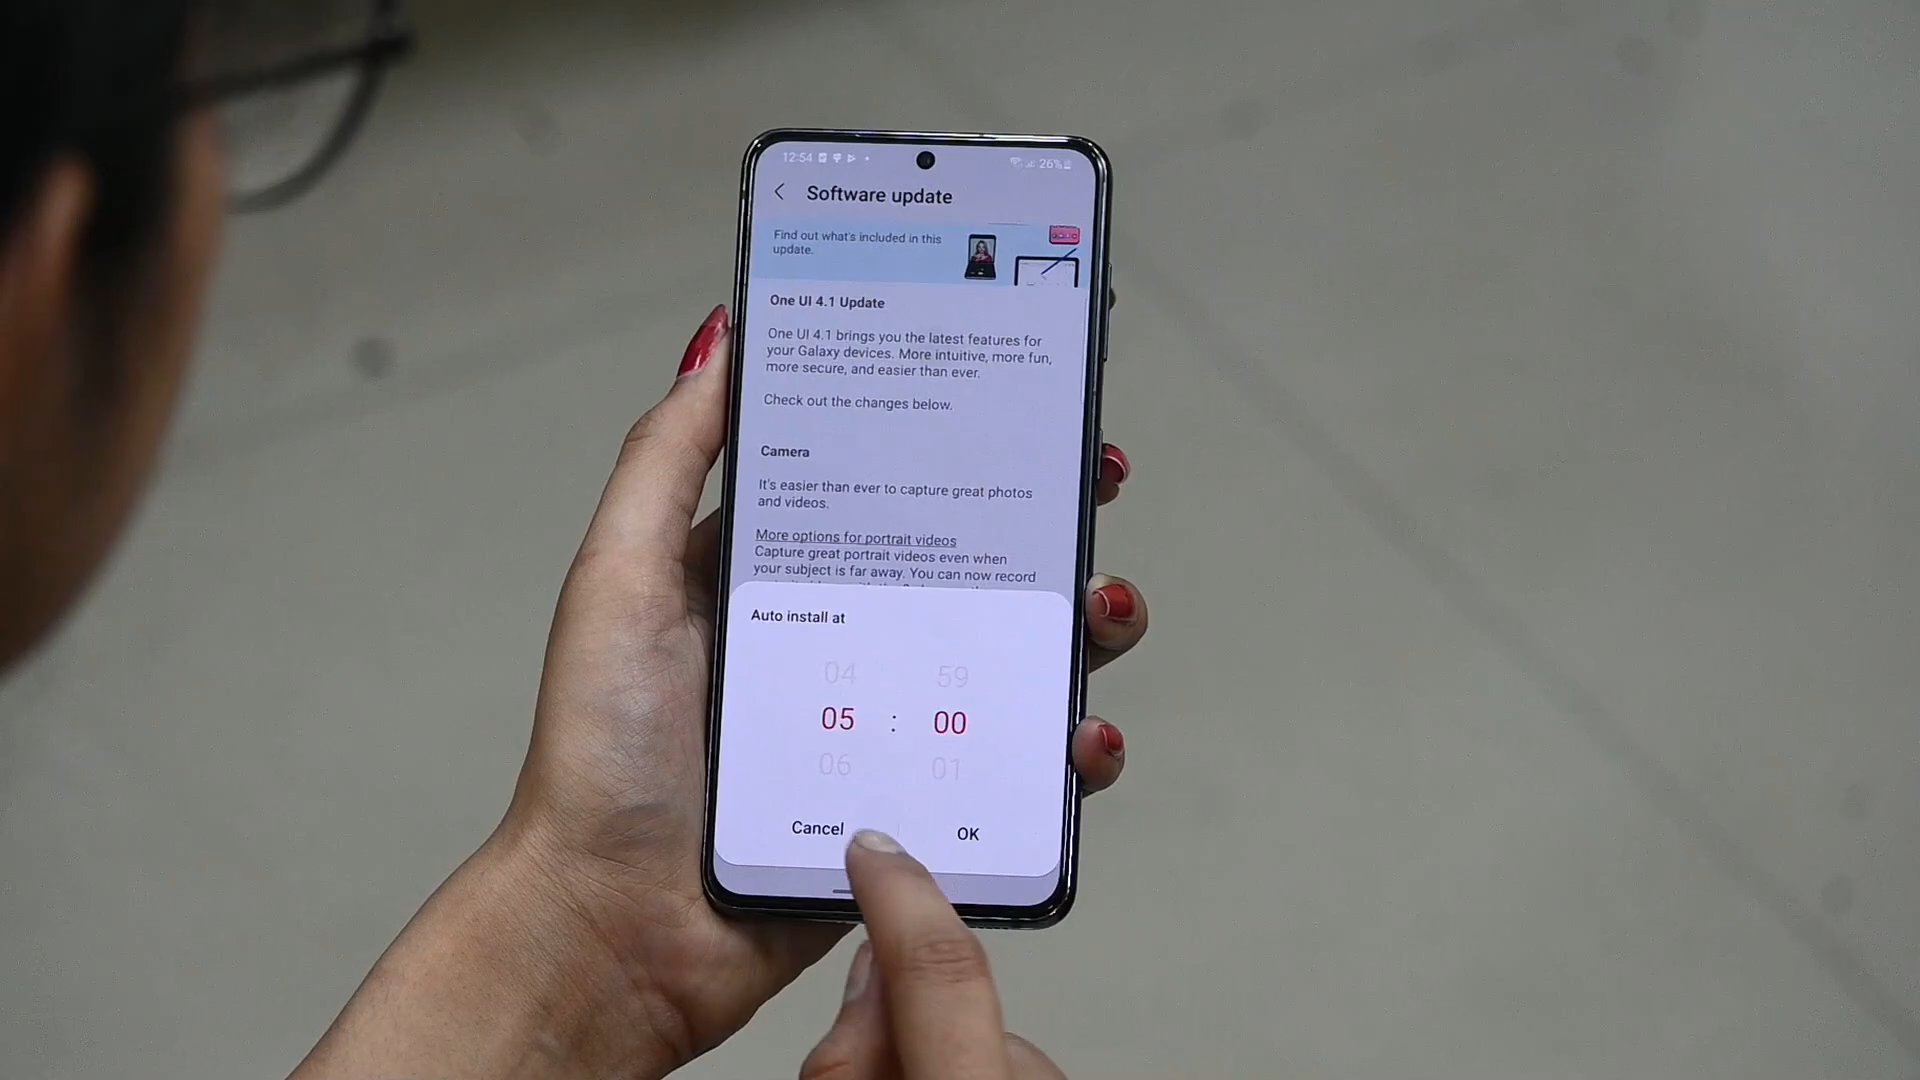 12:54
26%
Software update
Find out what's included in this
update.
One UI 4.1 Update
One UI 4.1 brings you the latest features for
your Galaxy devices. More intuitive, more fun,
more secure, and easier than ever.
Check out the changes below.
Camera
It's easier than ever to capture great photos
and videos.
More options for portrait videos
Capture great portrait videos even when
your subject is far away. You can now record
Auto install at
04 59
05 : 00
06 01
Cancel OK